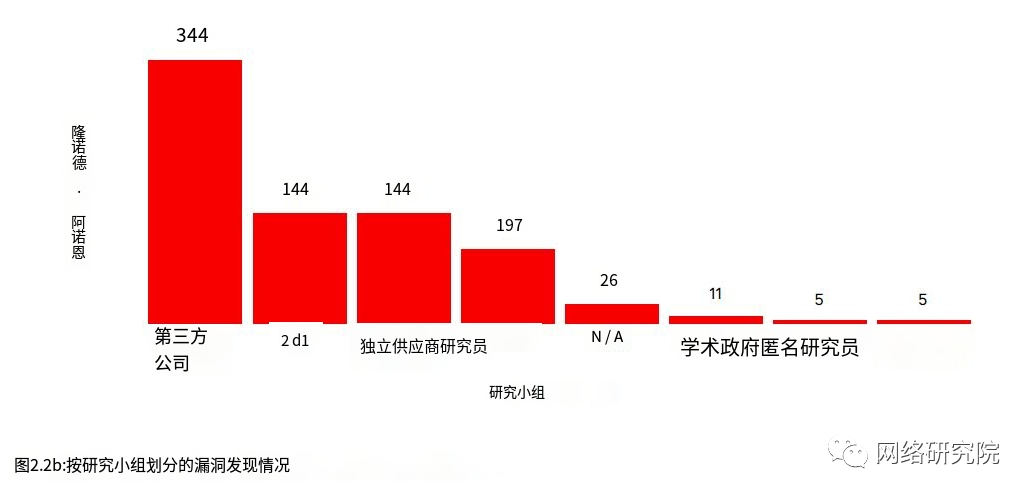 344
144
144
197
26
11
5
5
隆诺德·阿诺恩
第三方
公司
2d1
独立供应商研究员
N/A
学术政府匿名研究员
研究小组
图2.2b:按研究小组划分的漏洞发现情况
网络研究院